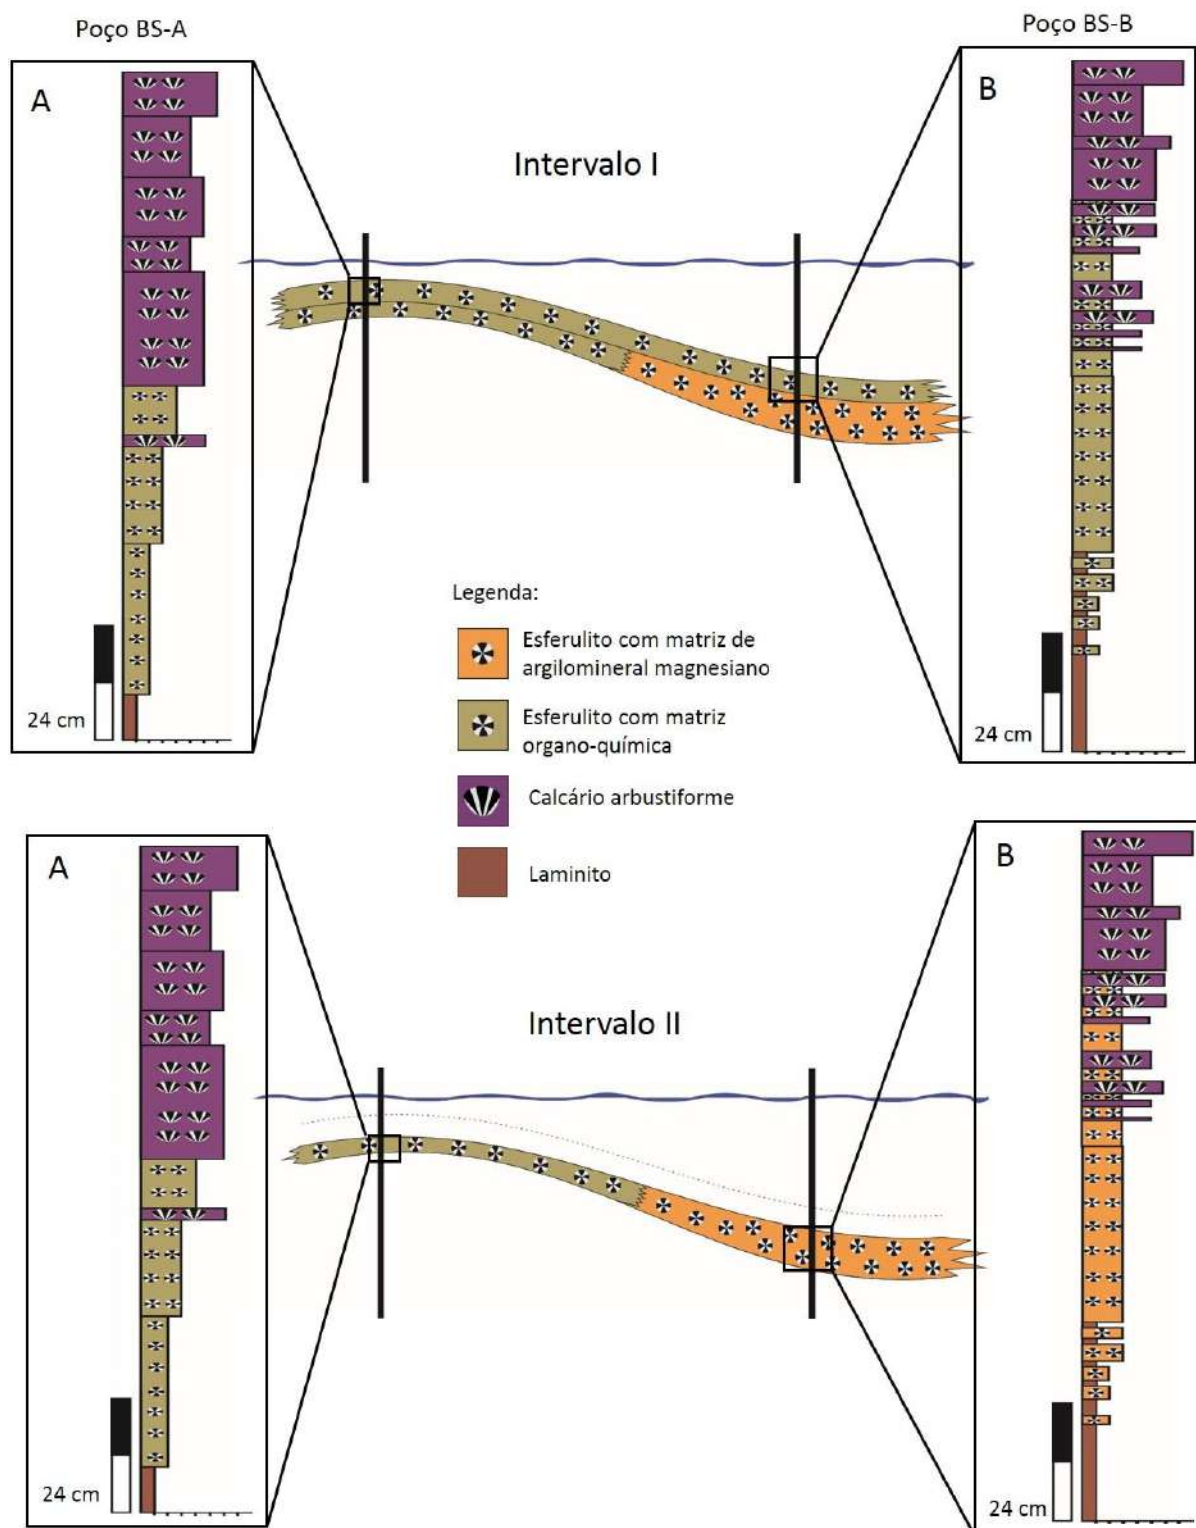 Poço BS-A
Poço BS-B
A
B
Intervalo I
Legenda:
Esferulito com matriz de
argilomineral magnesiano
Esferulito com matriz
organo-química
Calcário arbustiforme
Laminito
24 cm
24 cm
A
B
Intervalo II
24 cm
24 cm